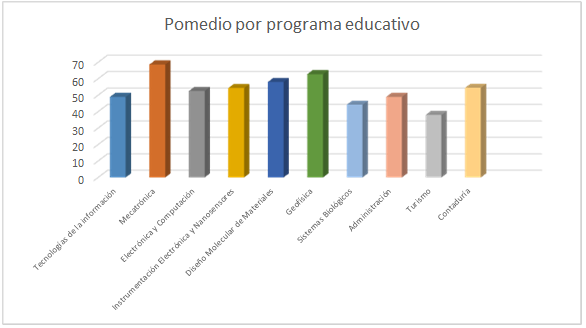 Pomedio por programa educativo
70
60
50
40
30
20
10
0
Tecnologías de la información
Mecatrónica
Electrónica y Computación
Instrumentación Electrónica y Nanosensores
Diseño Molecular de Materiales
Geofísica
Sistemas Biológicos
Administración
Turismo
Contaduría